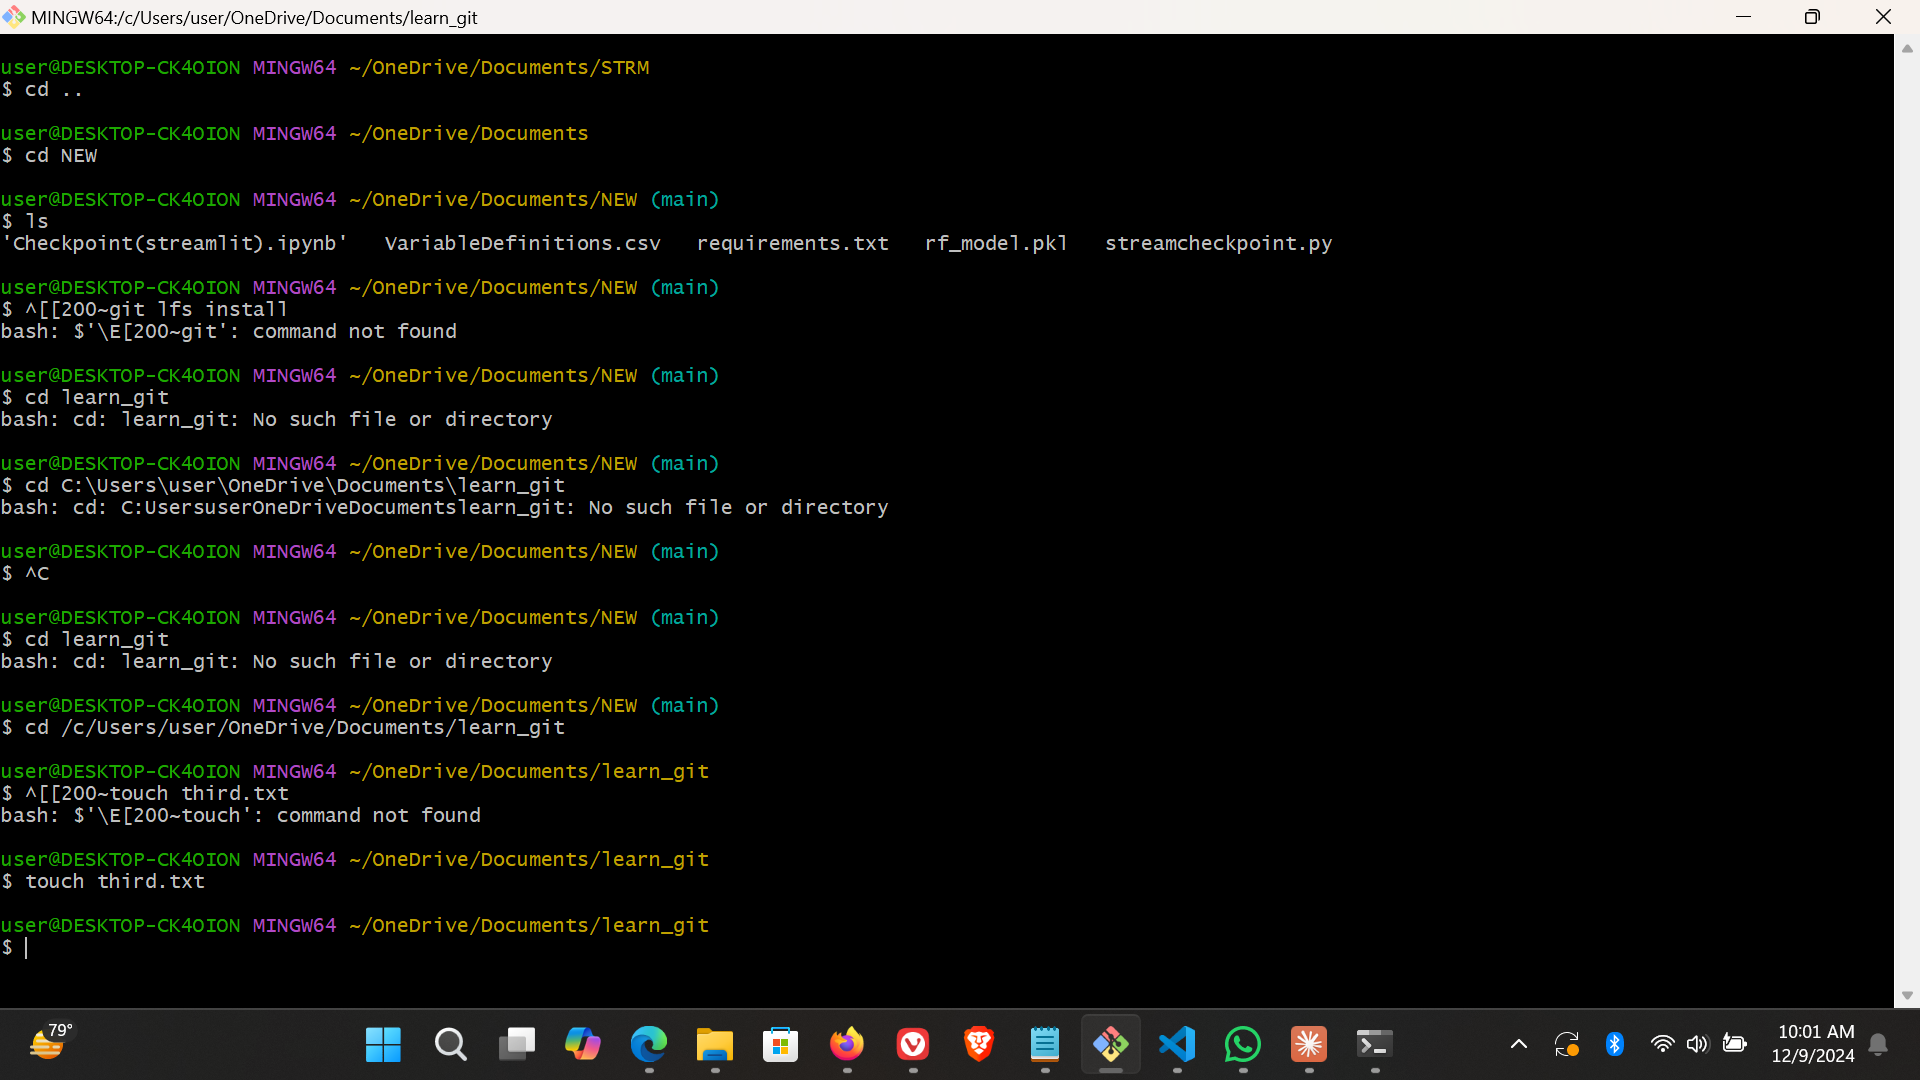 MINGW64:/c/Users/user/OneDrive/Documents/learn_git
user@DESKTOP-CK4OION MINGW64 ~/OneDrive/Documents/STRM
$ cd ..
user@DESKTOP-CK4OION MINGW64 ~/OneDrive/Documents
$ cd NEW
user@DESKTOP-CK4OION MINGW64 ~/OneDrive/Documents/NEW (main)
$ ls
'Checkpoint(streamlit).ipynb'   VariableDefinitions.csv   requirements.txt   rf_model.pkl   streamcheckpoint.py
user@DESKTOP-CK4OION MINGW64 ~/OneDrive/Documents/NEW (main)
$ ^[[200~git lfs install
bash: $'\E[200~git': command not found
user@DESKTOP-CK4OION MINGW64 ~/OneDrive/Documents/NEW (main)
$ cd learn_git
bash: cd: learn_git: No such file or directory
user@DESKTOP-CK4OION MINGW64 ~/OneDrive/Documents/NEW (main)
$ cd C:\Users\user\OneDrive\Documents\learn_git
bash: cd: C:UsersuserOneDriveDocumentslearn_git: No such file or directory
user@DESKTOP-CK4OION MINGW64 ~/OneDrive/Documents/NEW (main)
$ ^C
user@DESKTOP-CK4OION MINGW64 ~/OneDrive/Documents/NEW (main)
$ cd learn_git
bash: cd: learn_git: No such file or directory
user@DESKTOP-CK4OION MINGW64 ~/OneDrive/Documents/NEW (main)
$ cd /c/Users/user/OneDrive/Documents/learn_git
user@DESKTOP-CK4OION MINGW64 ~/OneDrive/Documents/learn_git
$ ^[[200~touch third.txt
bash: $'\E[200~touch': command not found
user@DESKTOP-CK4OION MINGW64 ~/OneDrive/Documents/learn_git
$ touch third.txt
user@DESKTOP-CK4OION MINGW64 ~/OneDrive/Documents/learn_git
$
79°
10:01 AM
12/9/2024